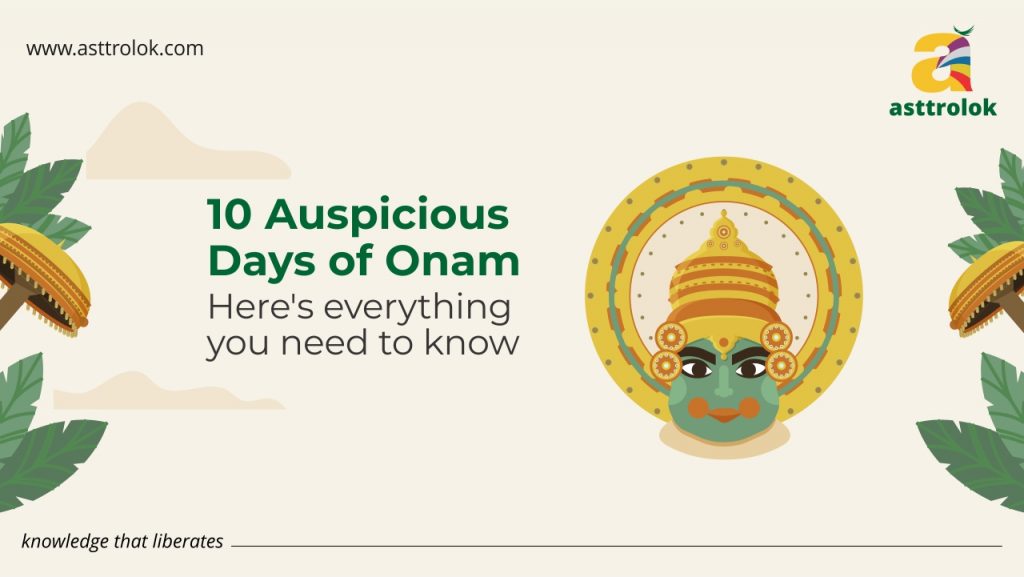 www.asttrolok.com
asttrolok
10 Auspicious
Days of Onam
Here's everything
you need to know
knowledge that liberates